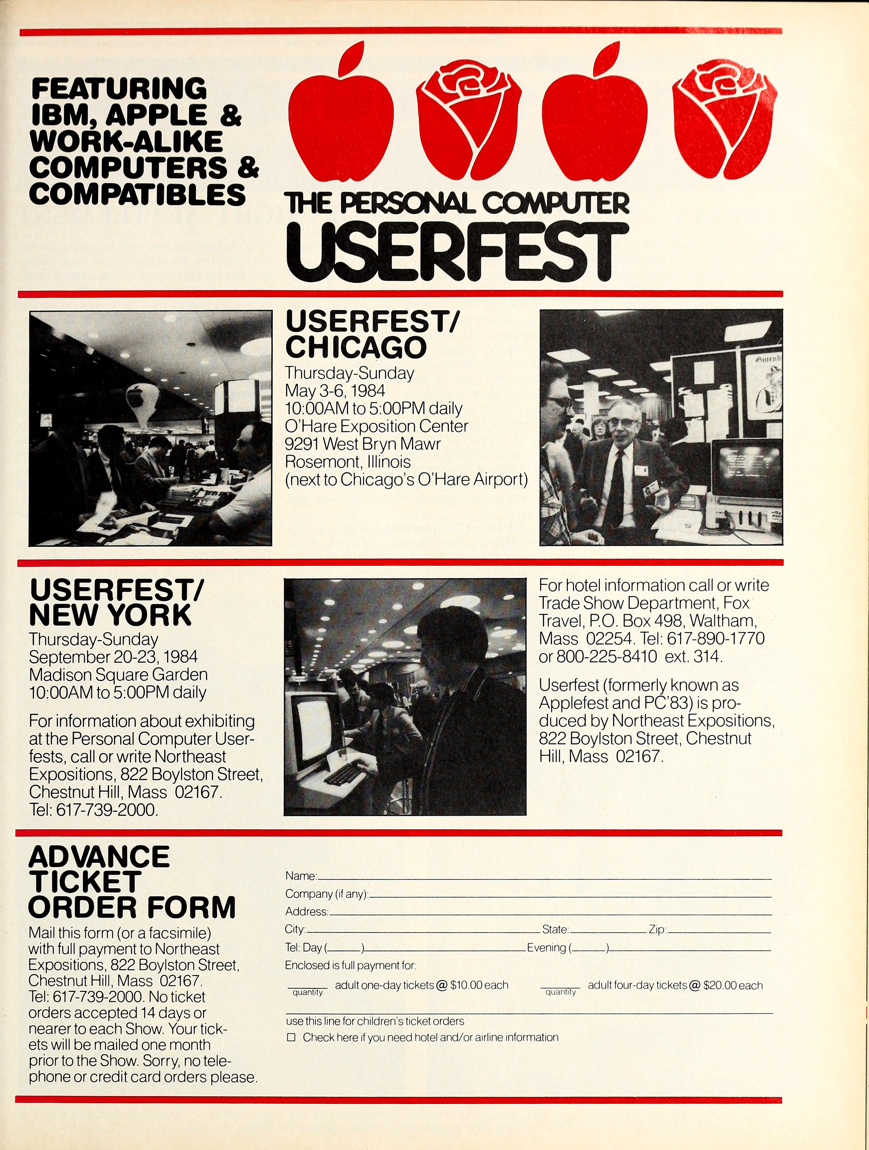 FEATURING
IBM, APPLE &
WORK-ALIKE
COMPUTERS &
COMPATIBLES
THE PERSONAL COMPUTER
USERFEST
USERFEST/
CHICAGO
Thursday-Sunday
May 3-6, 1984
10:00AM to 5:00PM daily
O'Hare Exposition Center
9291 West Bryn Mawr
Rosemont, Illinois
(next to Chicago's O'Hare Airport)
USERFEST/
NEW YORK
Thursday-Sunday
September 20-23, 1984
Madison Square Garden
10:00AM to 5:00PM daily
For information about exhibiting
at the Personal Computer User-
fests, call or write Northeast
Expositions, 822 Boylston Street,
Chestnut Hill, Mass 02167.
Tel: 617-739-2000.
For hotel information call or write
Trade Show Department, Fox
Travel, P.O. Box 498, Waltham,
Mass 02254. Tel: 617-890-1770
or 800-225-8410 ext. 314.
Userfest (formerly known as
Applefest and PC'83) is pro-
duced by Northeast Expositions,
822 Boylston Street, Chestnut
Hill, Mass 02167.
ADVANCE
TICKET
ORDER FORM
Mail this form (or a facsimile)
with full payment to Northeast
Expositions, 822 Boylston Street,
Chestnut Hill, Mass 02167.
Tel: 617-739-2000. No ticket
orders accepted 14 days or
nearer to each Show. Your tick-
ets will be mailed one month
prior to the Show. Sorry, no tele-
phone or credit card orders please.
Name:
Company (if any):
Address:
City: State: Zip:
Tel: Day ( ) Evening ( )
Enclosed is full payment for:
adult one-day tickets @ $10.00 each adult four-day tickets @ $20.00 each
quantity quantity
use this line for children's ticket orders
☐ Check here if you need hotel and/or airline information